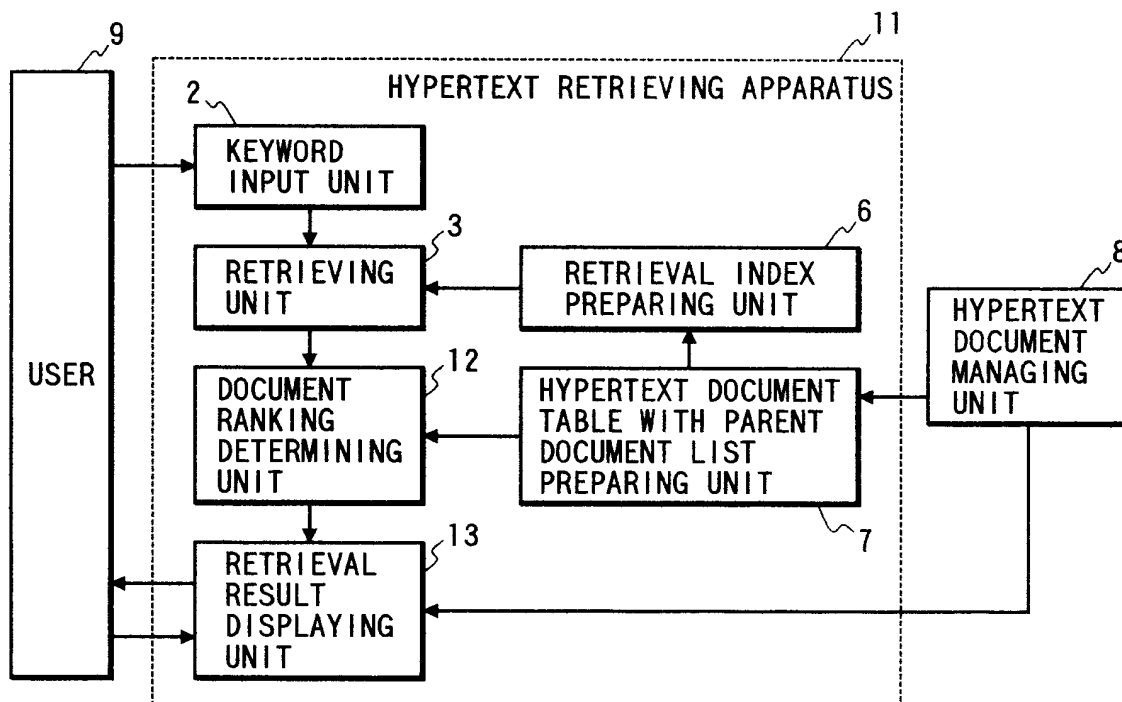 9
11
HYPERTEXT RETRIEVING APPARATUS
2
KEYWORD
INPUT UNIT
3
RETRIEVING
UNIT
6
RETRIEVAL INDEX
PREPARING UNIT
8
HYPERTEXT
DOCUMENT
MANAGING
UNIT
USER
12
DOCUMENT
RANKING
DETERMINING
UNIT
HYPERTEXT DOCUMENT
TABLE WITH PARENT
DOCUMENT LIST
PREPARING UNIT
7
13
RETRIEVAL
RESULT
DISPLAYING
UNIT